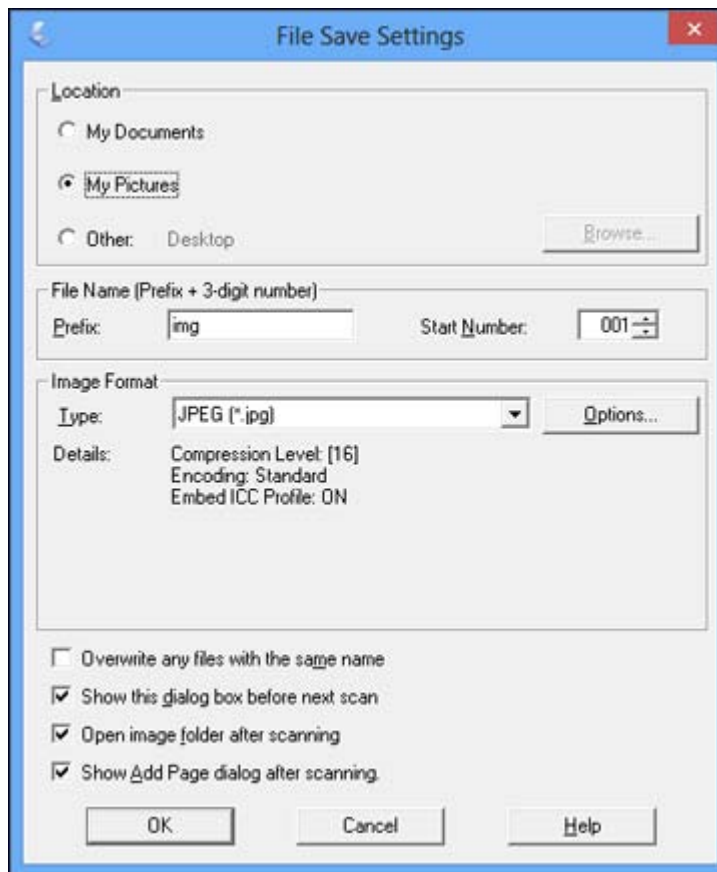 File Save Settings
Location
My Documents
My Pictures
Other: Desktop Browse...
File Name (Prefix + 3-digit number)
Prefix: img Start Number: 001
Image Format
Type: JPEG (*.jpg) Options...
Details: Compression Level: [16]
Encoding: Standard
Embed ICC Profile: ON
Overwrite any files with the same name
Show this dialog box before next scan
Open image folder after scanning
Show Add Page dialog after scanning.
OK Cancel Help